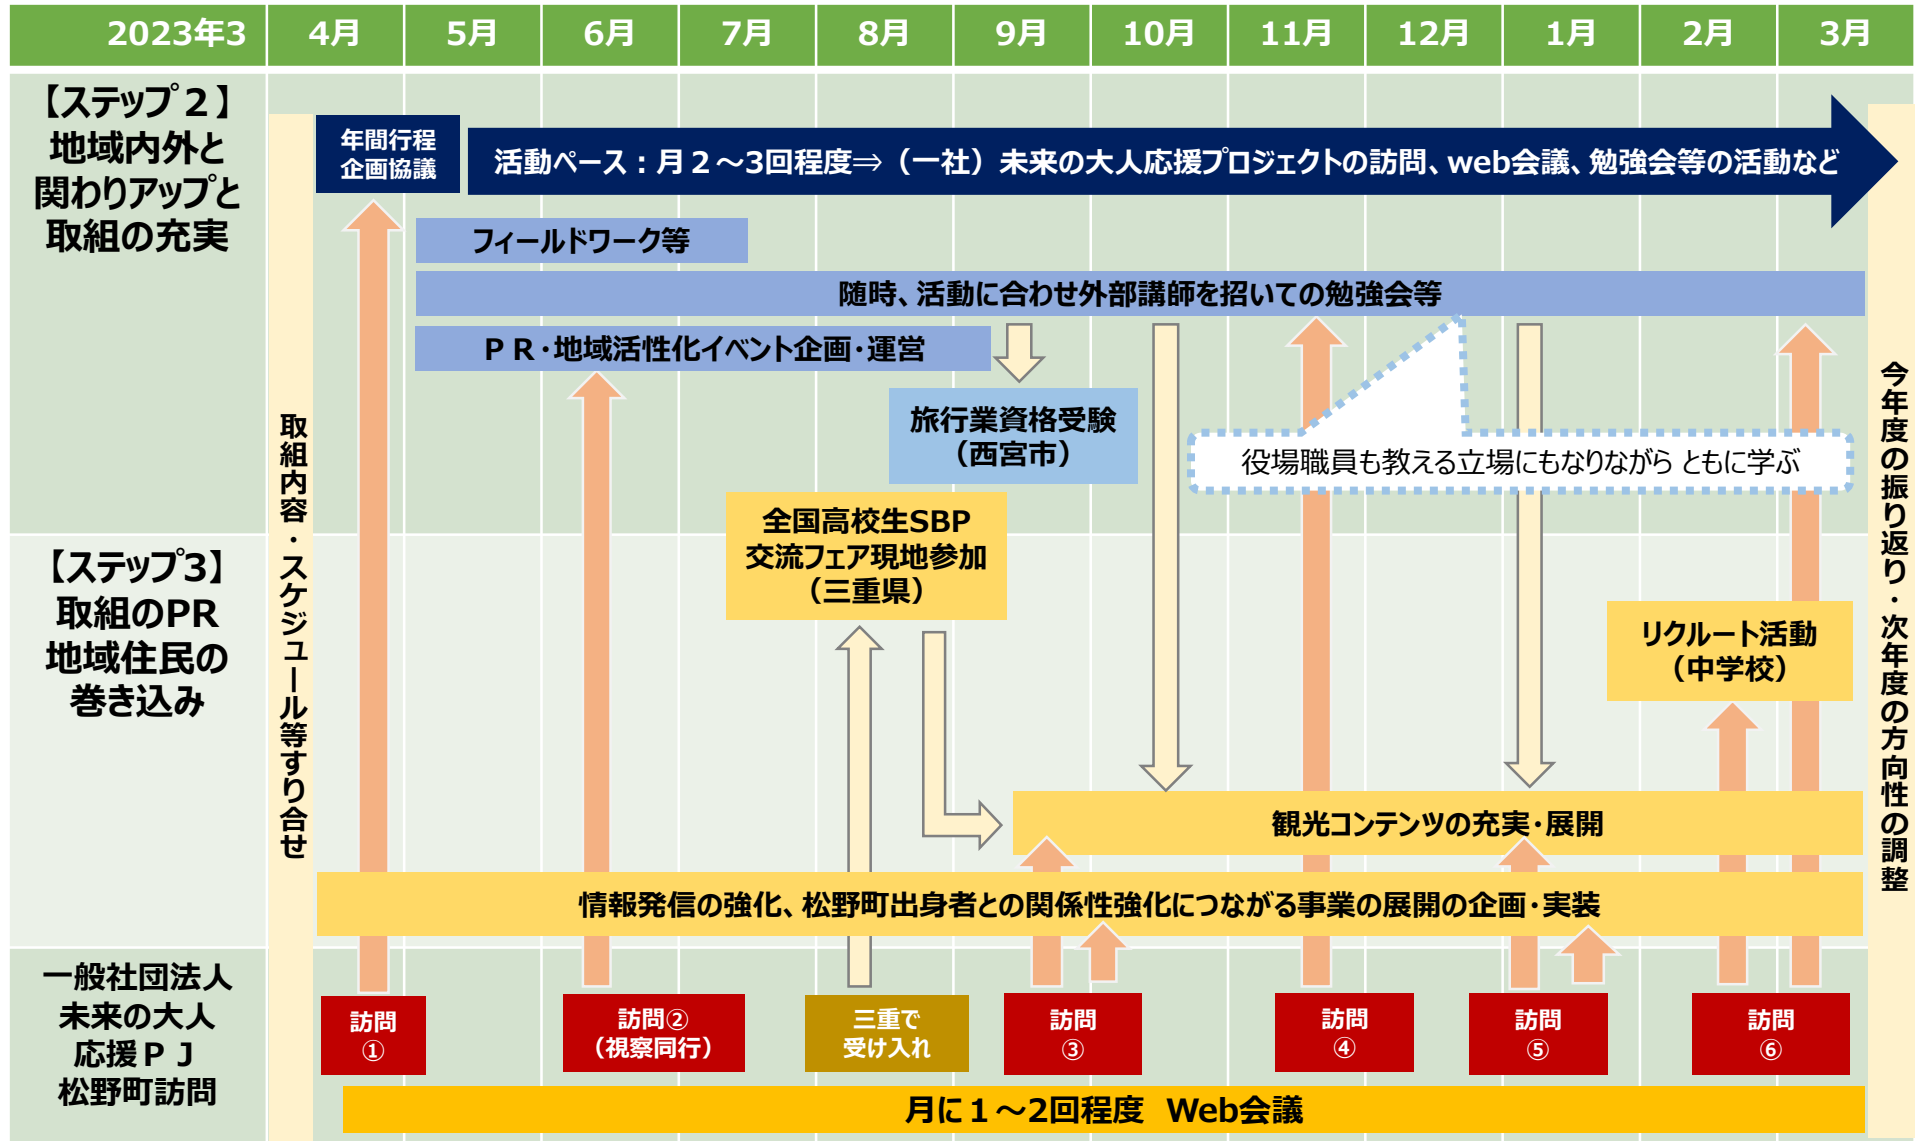 2023年3
4月
5月
6月
7月
8月
9月
10月
11月
12月
1月
2月
3月
【ステップ２】
地域内外と
関わりアップと
取組の充実
年間行程
企画協議
活動ペース：月２～3回程度⇒（一社）未来の大人応援プロジェクトの訪問、web会議、勉強会等の活動など
フィールドワーク等
随時、活動に合わせ外部講師を招いての勉強会等
ＰＲ・地域活性化イベント企画・運営
旅行業資格受験
（西宮市）
役場職員も教える立場にもなりながら ともに学ぶ
取組内容・スケジュール等すり合せ
今年度の振り返り・次年度の方向性の調整
全国高校生SBP
交流フェア現地参加
（三重県）
【ステップ3】
取組のPR
地域住民の
巻き込み
リクルート活動
（中学校）
観光コンテンツの充実・展開
情報発信の強化、松野町出身者との関係性強化につながる事業の展開の企画・実装
一般社団法人
未来の大人
応援ＰＪ
松野町訪問
訪問
①
訪問②
（視察同行）
三重で
受け入れ
訪問
③
訪問
④
訪問
⑤
訪問
⑥
月に１～2回程度 Web会議